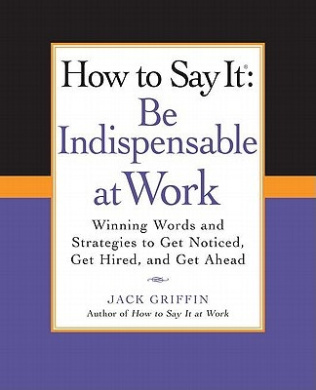 How to Say It®:
Be
Indispensable
at Work
Winning Words and
Strategies to Get Noticed,
Get Hired, and Get Ahead
JACK GRIFFIN
Author of How to Say It at Work